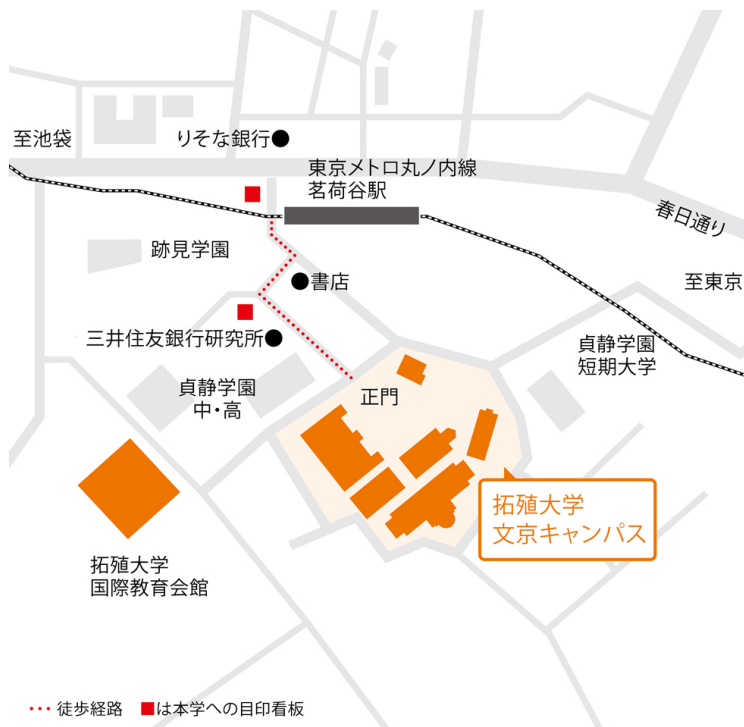 至池袋
りそな銀行
東京メトロ丸ノ内線
茗荷谷駅
春日通り
跡見学園
書店
至東京
三井住友銀行研究所
貞静学園
短期大学
貞静学園
中・高
正門
拓殖大学
文京キャンパス
拓殖大学
国際教育会館
徒歩経路
は本学への目印看板